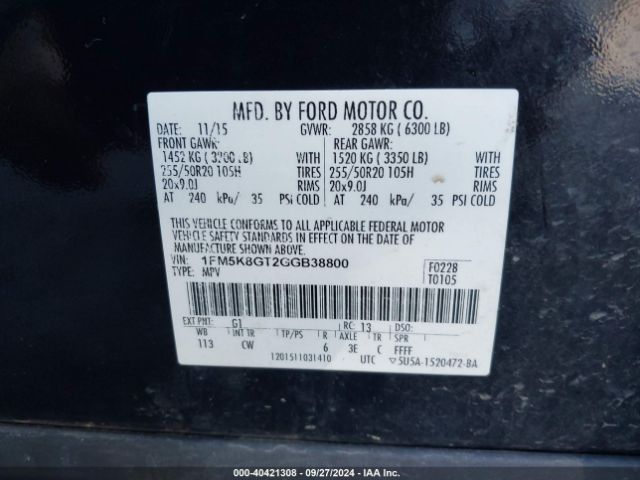 MFD. BY FORD MOTOR CO.
DATE: 11/15 GVWR: 2858 KG ( 6300 LB)
FRONT GAWR: REAR GAWR:
1452 KG ( 3200 LB) WITH 1520 KG ( 3350 LB) WITH
255/50R20 105H TIRES 255/50R20 105H TIRES
20x9.0J RIMS 20x9.0J RIMS
AT 240 kPa/ 35 PSI COLD AT 240 kPa/ 35 PSI COLD
THIS VEHICLE CONFORMS TO ALL APPLICABLE FEDERAL MOTOR
VEHICLE SAFETY STANDARDS IN EFFECT ON THE DATE OF
MANUFACTURE SHOWN ABOVE.
VIN: 1FM5K8GT2GGB38800 F0228
TYPE: MPV T0105
EXT PNT: G1 RC: 13 DSO:
WB INT TR TP/PS R AXLE TR SPR
113 CW 6 3E C FFFF
1201511031410 UTC ▽5U5A-1520472-BA
© - 40421308 - 09/27/2024 - IAA Inc.